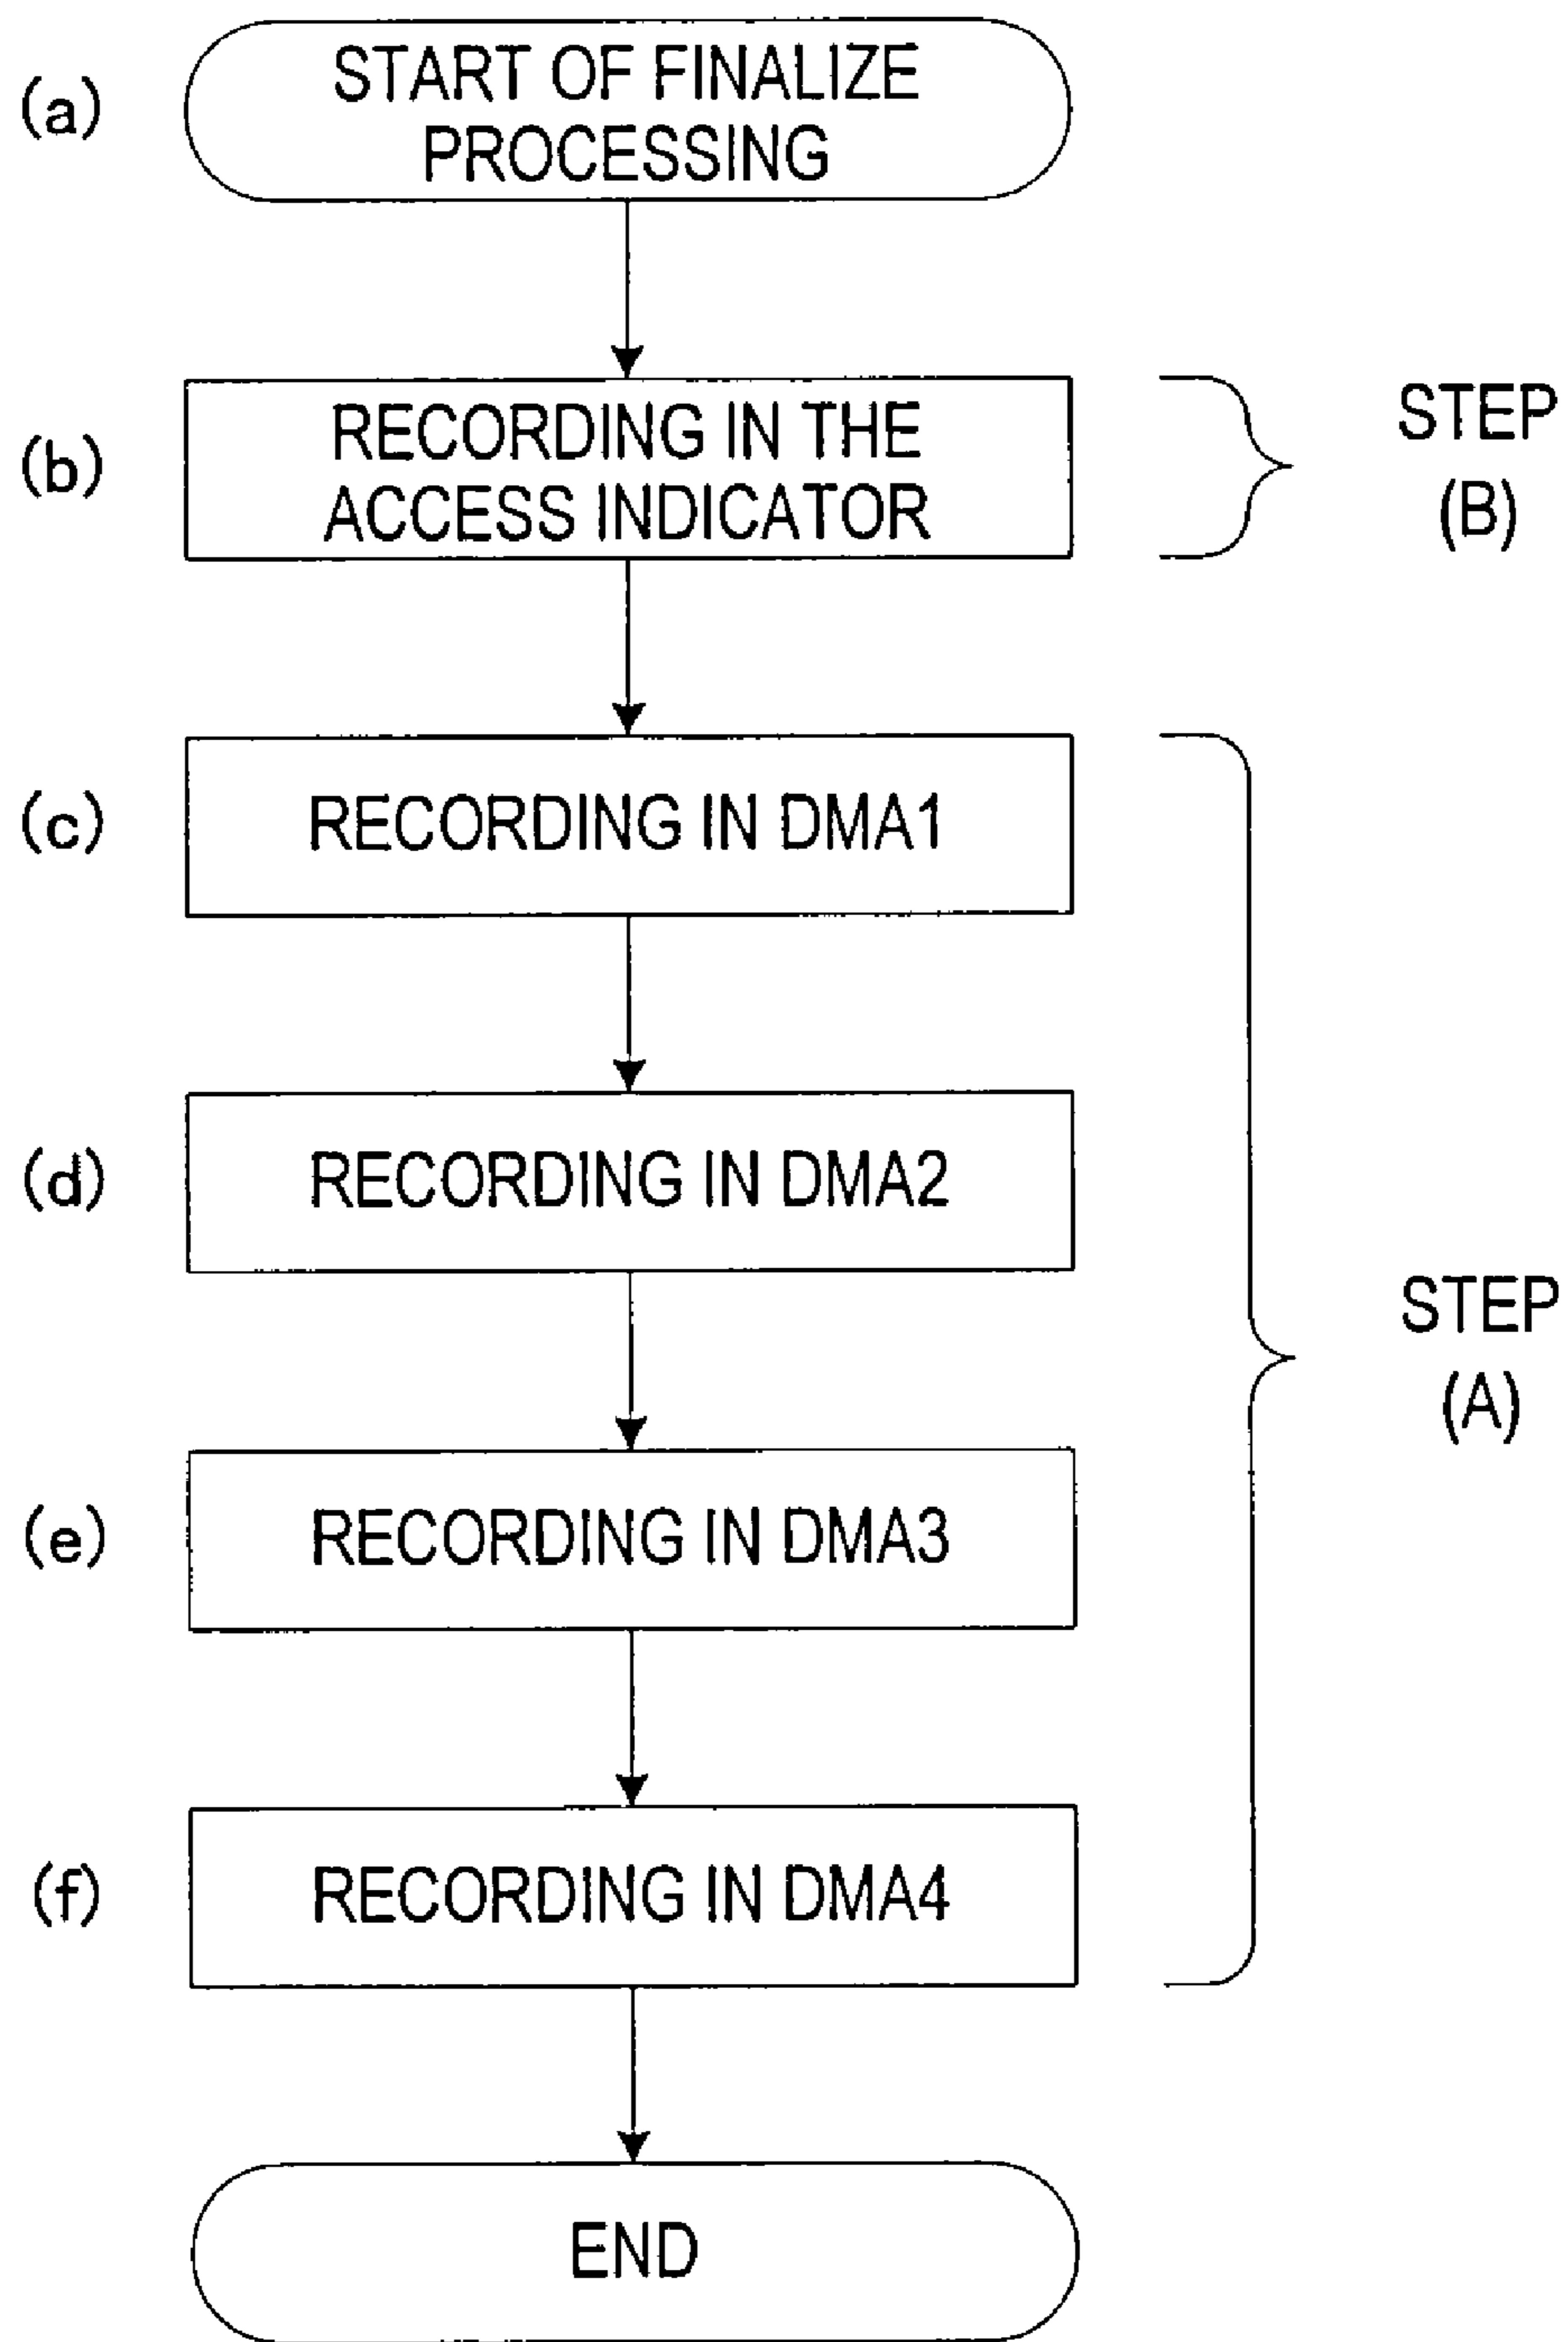 (a)
START OF FINALIZE
PROCESSING
(b)
RECORDING IN THE
ACCESS INDICATOR
STEP
(B)
(c)
RECORDING IN DMA1
(d)
RECORDING IN DMA2
STEP
(A)
(e)
RECORDING IN DMA3
(f)
RECORDING IN DMA4
END